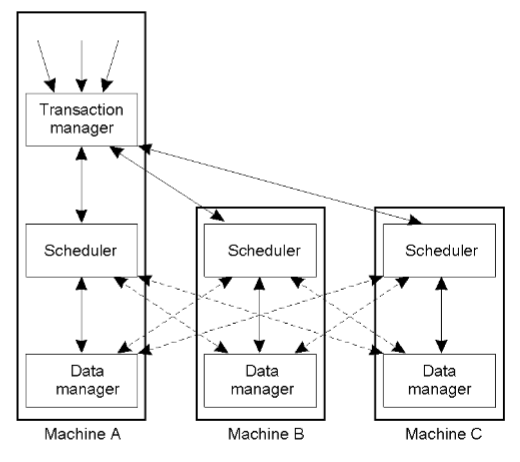 Transaction
manager
Scheduler
Scheduler
Scheduler
Data
manager
Data
manager
Data
manager
Machine A
Machine B
Machine C